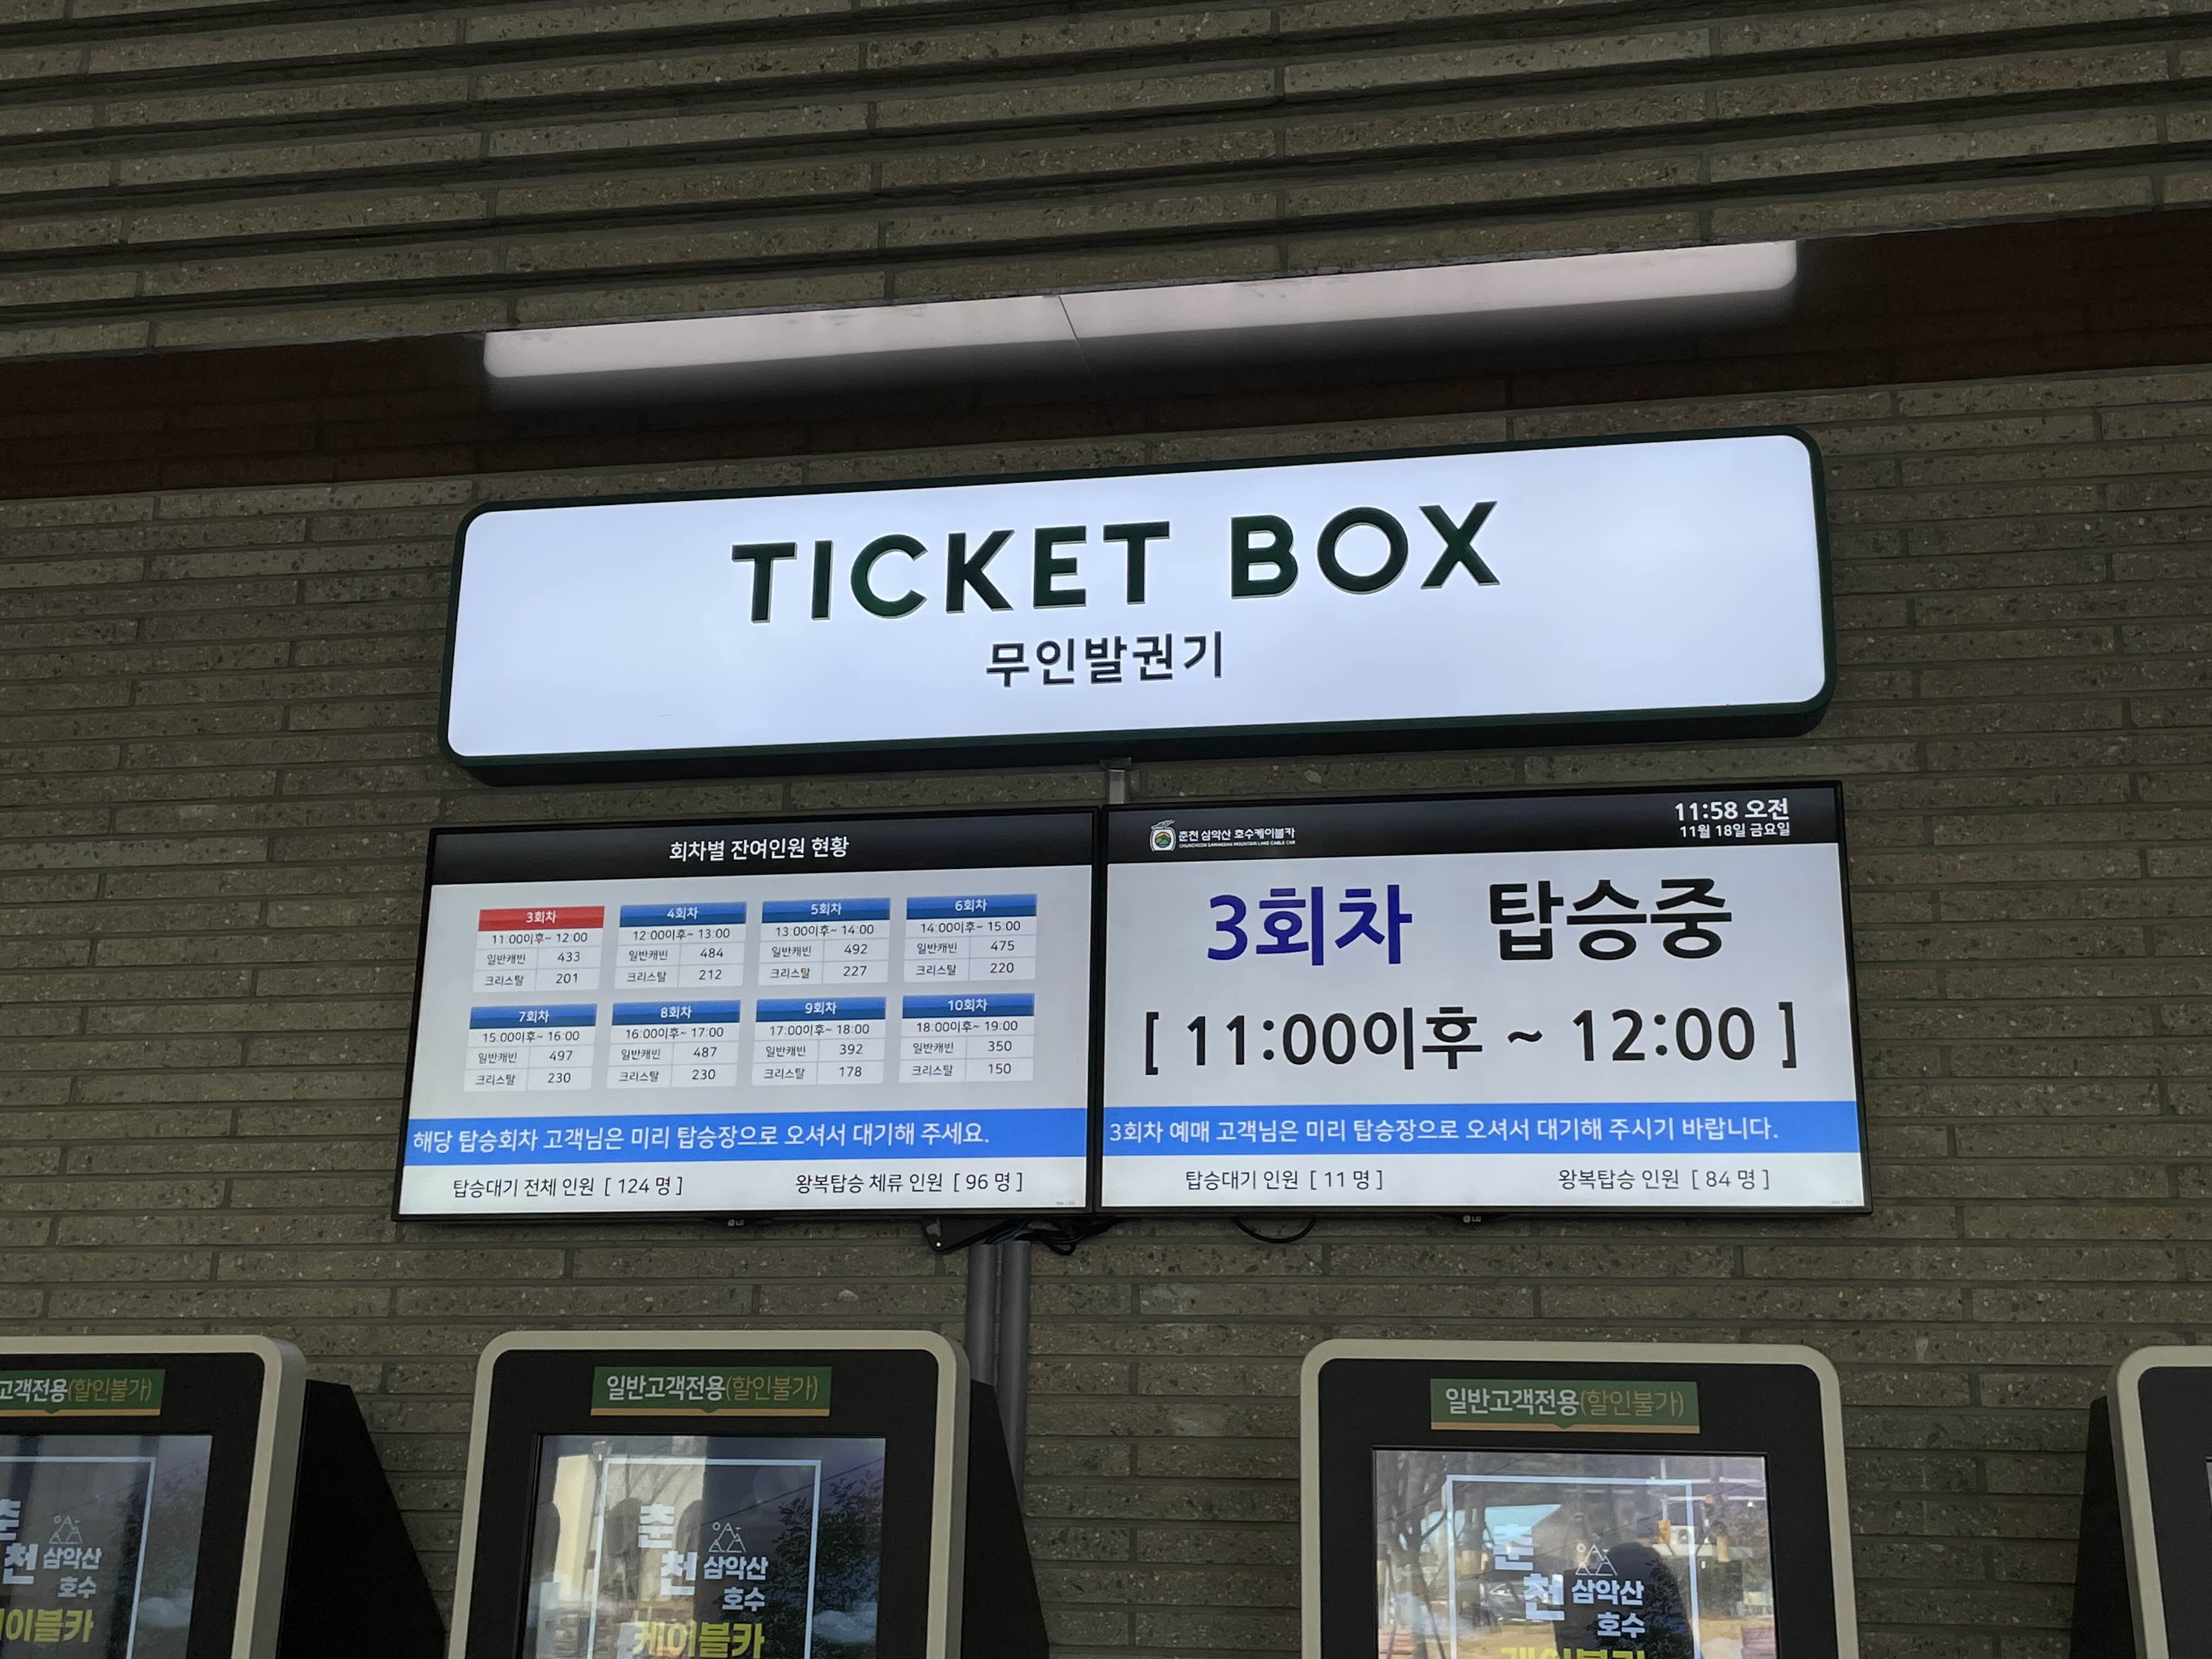 TICKET BOX
무인발권기
회차별 잔여인원 현황
3회차
11:00이후~ 12:00
일반캐빈 433
크리스탈 201
4회차
12:00이후~ 13:00
일반캐빈 484
크리스탈 212
5회차
13:00이후~ 14:00
일반캐빈 492
크리스탈 227
6회차
14:00이후~ 15:00
일반캐빈 475
크리스탈 220
7회차
15:00이후~ 16:00
일반캐빈 497
크리스탈 230
8회차
16:00이후~ 17:00
일반캐빈 487
크리스탈 230
9회차
17:00이후~ 18:00
일반캐빈 392
크리스탈 178
10회차
18:00이후~ 19:00
일반캐빈 350
크리스탈 150
해당 탑승회차 고객님은 미리 탑승장으로 오셔서 대기해 주세요.
탑승대기 전체 인원 [ 124 명 ] 왕복탑승 체류 인원 [ 96 명 ]
LG
춘천 삼악산 호수케이블카
CHUNCHEON SAMAKSAN MOUNTAIN LAKE CABLE CAR
11:58 오전
11월 18일 금요일
3회차 탑승중
[ 11:00이후 ~ 12:00 ]
3회차 예매 고객님은 미리 탑승장으로 오셔서 대기해 주시기 바랍니다.
탑승대기 인원 [ 11 명 ] 왕복탑승 인원 [ 84 명 ]
LG
고객전용(할인불가)
춘천 삼악산
호수
케이블카
일반고객전용(할인불가)
춘천 삼악산
호수
케이블카
일반고객전용(할인불가)
춘천 삼악산
호수